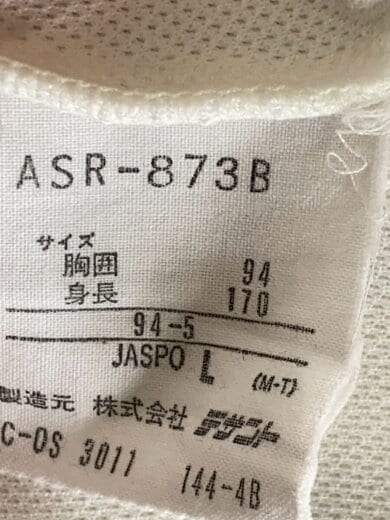 ASR-873B
サイズ
胸囲 94
身長 170
94-5
JASPO L (M-T)
製造元 株式会社 デサント
C-OS 3011 144-4B